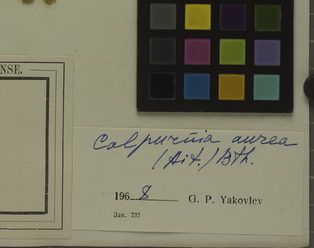 NSE.
Calpurnia aurea
(Ait.) Bth.
1968 G. P. Yakovlev
Зак. 737